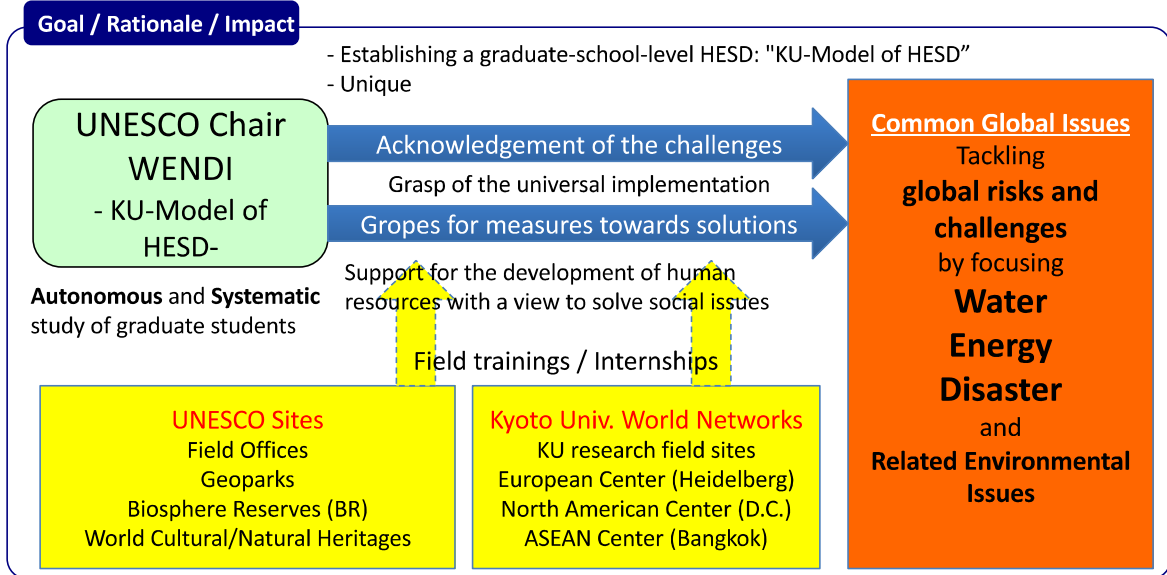 Goal / Rationale / Impact
- Establishing a graduate-school-level HESD: "KU-Model of HESD”
- Unique
UNESCO Chair
WENDI
- KU-Model of
HESD-
Autonomous and Systematic
study of graduate students
Acknowledgement of the challenges
Grasp of the universal implementation
Gropes for measures towards solutions
Support for the development of human
resources with a view to solve social issues
Field trainings / Internships
UNESCO Sites
Field Offices
Geoparks
Biosphere Reserves (BR)
World Cultural/Natural Heritages
Kyoto Univ. World Networks
KU research field sites
European Center (Heidelberg)
North American Center (D.C.)
ASEAN Center (Bangkok)
Common Global Issues
Tackling
global risks and
challenges
by focusing
Water
Energy
Disaster
and
Related Environmental
Issues